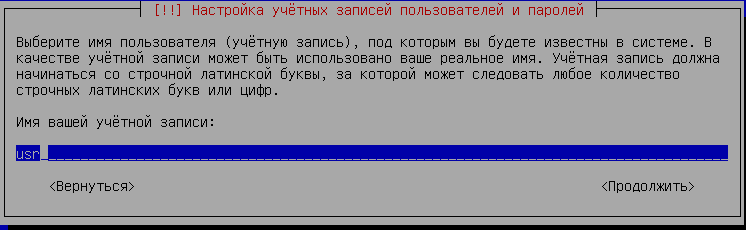 [!!] Настройка учётных записей пользователей и паролей
Выберите имя пользователя (учётную запись), под которым вы будете известны в системе. В
качестве учётной записи может быть использовано ваше реальное имя. Учётная запись должна
начинаться со строчной латинской буквы, за которой может следовать любое количество
строчных латинских букв или цифр.
Имя вашей учётной записи:
usr
<Вернуться> <Продолжить>